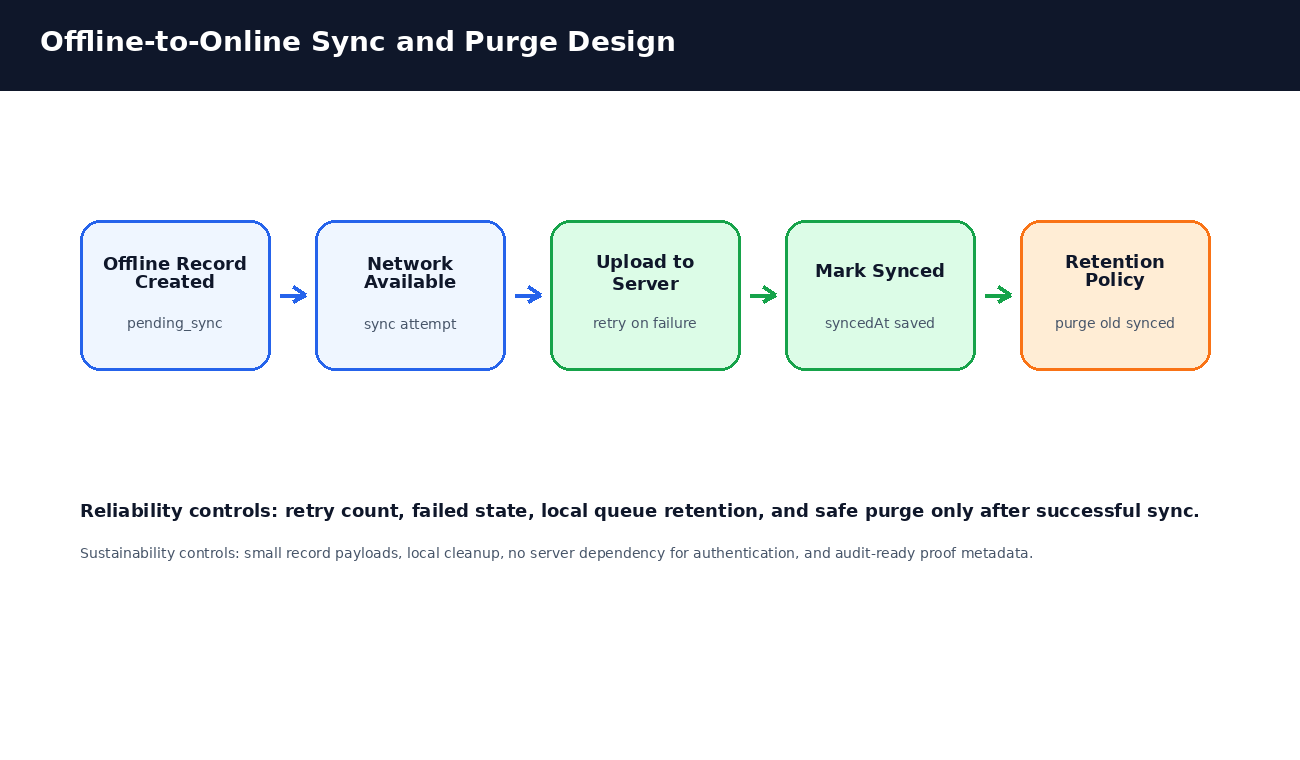 Offline-to-Online Sync and Purge Design
Offline Record
Created
pending_sync
Network
Available
sync attempt
Upload to
Server
retry on failure
Mark Synced
syncedAt saved
Retention
Policy
purge old synced
Reliability controls: retry count, failed state, local queue retention, and safe purge only after successful sync.
Sustainability controls: small record payloads, local cleanup, no server dependency for authentication, and audit-ready proof metadata.